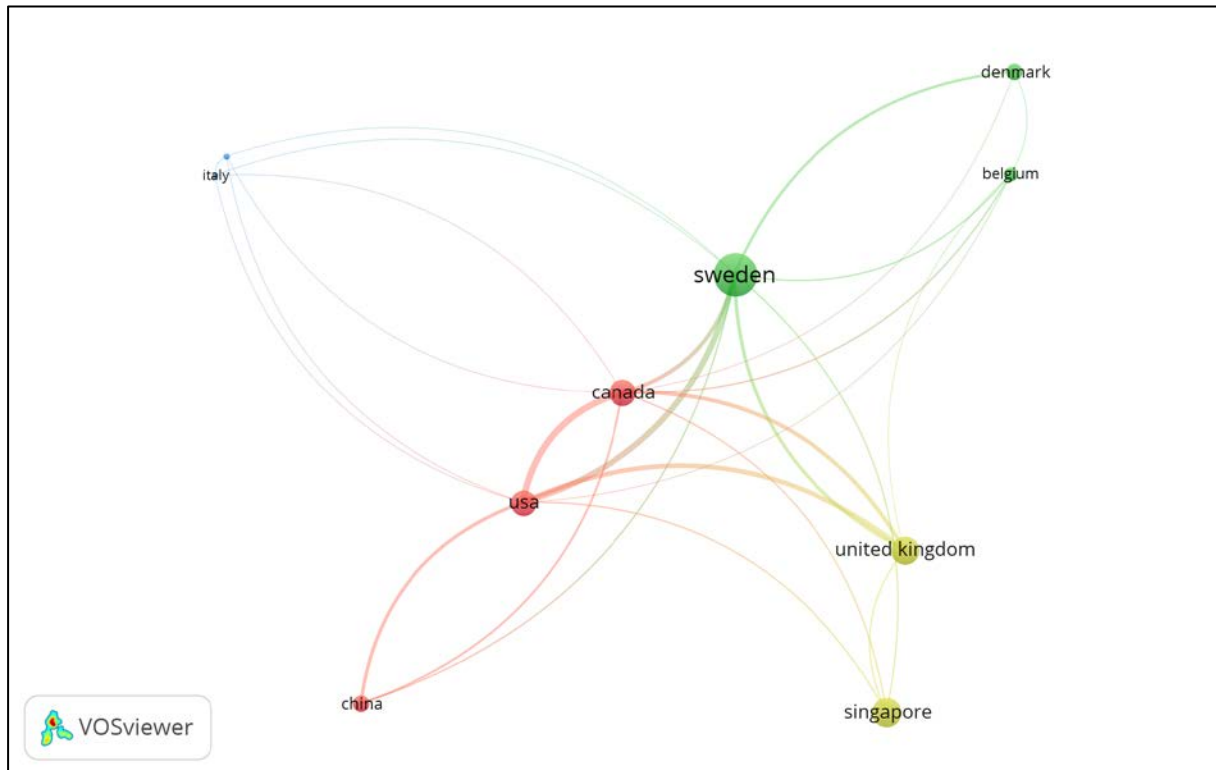 denmark
italy
belgium
sweden
canada
usa
united kingdom
china
singapore
VOSviewer